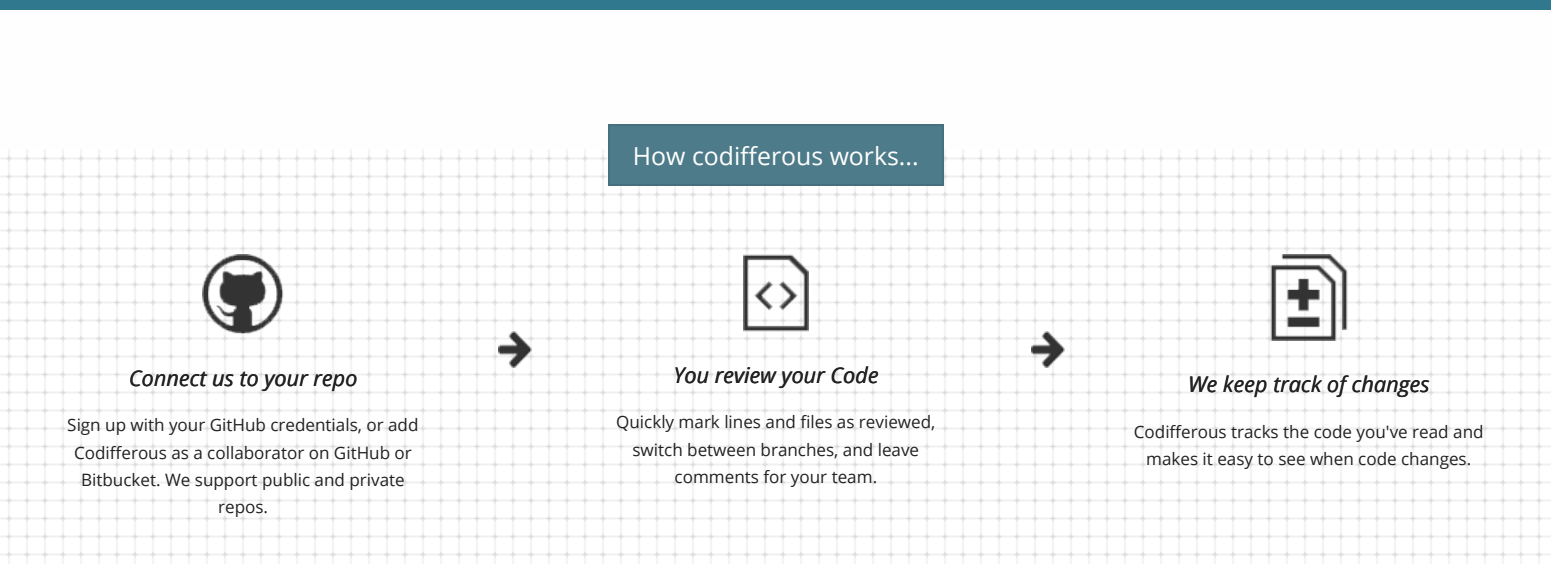 How codifferous works...
Connect us to your repo
Sign up with your GitHub credentials, or add
Codifferous as a collaborator on GitHub or
Bitbucket. We support public and private
repos.
You review your Code
Quickly mark lines and files as reviewed,
switch between branches, and leave
comments for your team.
We keep track of changes
Codifferous tracks the code you've read and
makes it easy to see when code changes.